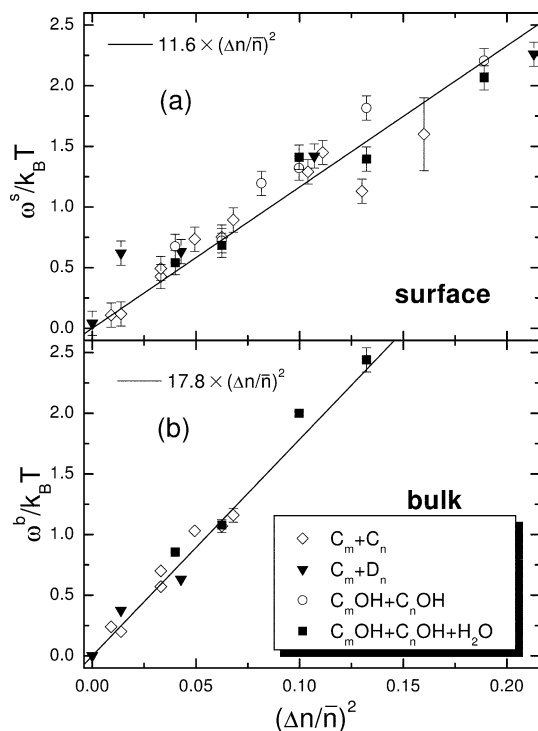 11.6 × (Δn/n̄)²
(a)
surface
ω^s/k_BT
2.5
2.0
1.5
1.0
0.5
0.0
17.8 × (Δn/n̄)²
(b)
bulk
ω^b/k_BT
2.5
2.0
1.5
1.0
0.5
0.0
C_m+C_n
C_m+D_n
C_mOH+C_nOH
C_mOH+C_nOH+H₂O
0.00 0.05 0.10 0.15 0.20
(Δn/n̄)²